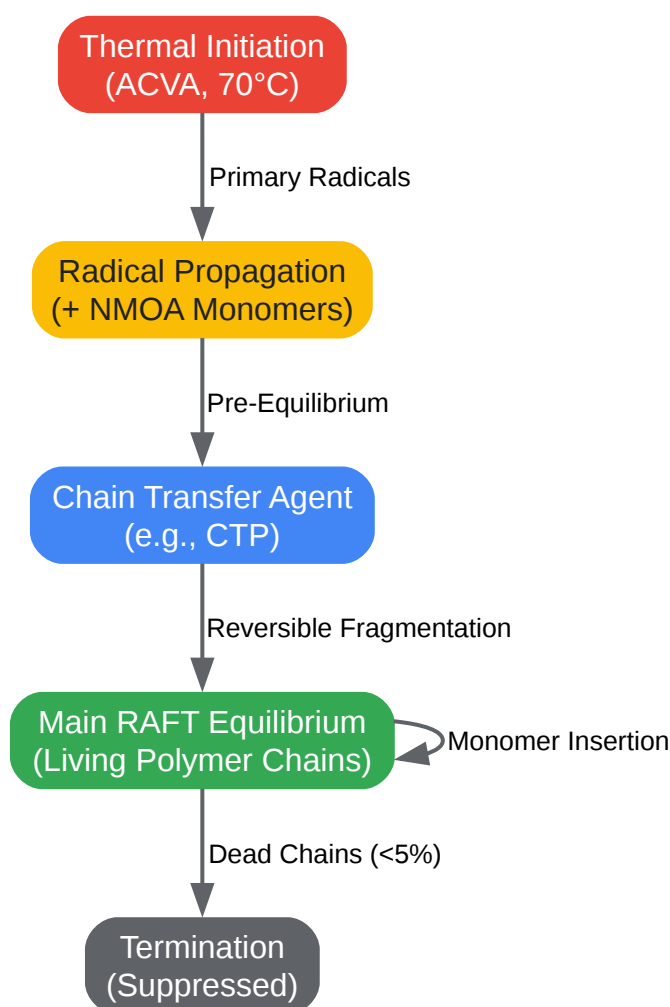 Thermal Initiation
(ACVA, 70°C)
Primary Radicals
Radical Propagation
(+ NMOA Monomers)
Pre-Equilibrium
Chain Transfer Agent
(e.g., CTP)
Reversible Fragmentation
Main RAFT Equilibrium
(Living Polymer Chains)
Monomer Insertion
Dead Chains (<5%)
Termination
(Suppressed)